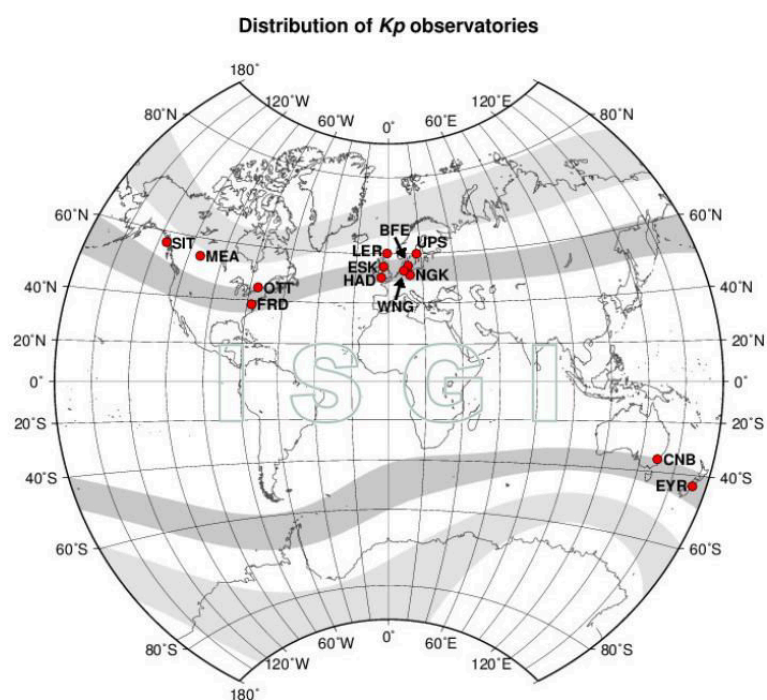 Distribution of Kp observatories
180˚
120˚W
120˚E
80˚N
60˚W
0˚
60˚E
80˚N
60˚N
60˚N
SIT
MEA
BFE
UPS
LER
ESK
HAD
NGK
WNG
OTT
FRD
40˚N
40˚N
20˚N
20˚N
ISGI
0˚
0˚
20˚S
20˚S
CNB
40˚S
40˚S
EYR
60˚S
60˚S
80˚S
60˚W
0˚
60˚E
80˚S
120˚W
120˚E
180˚